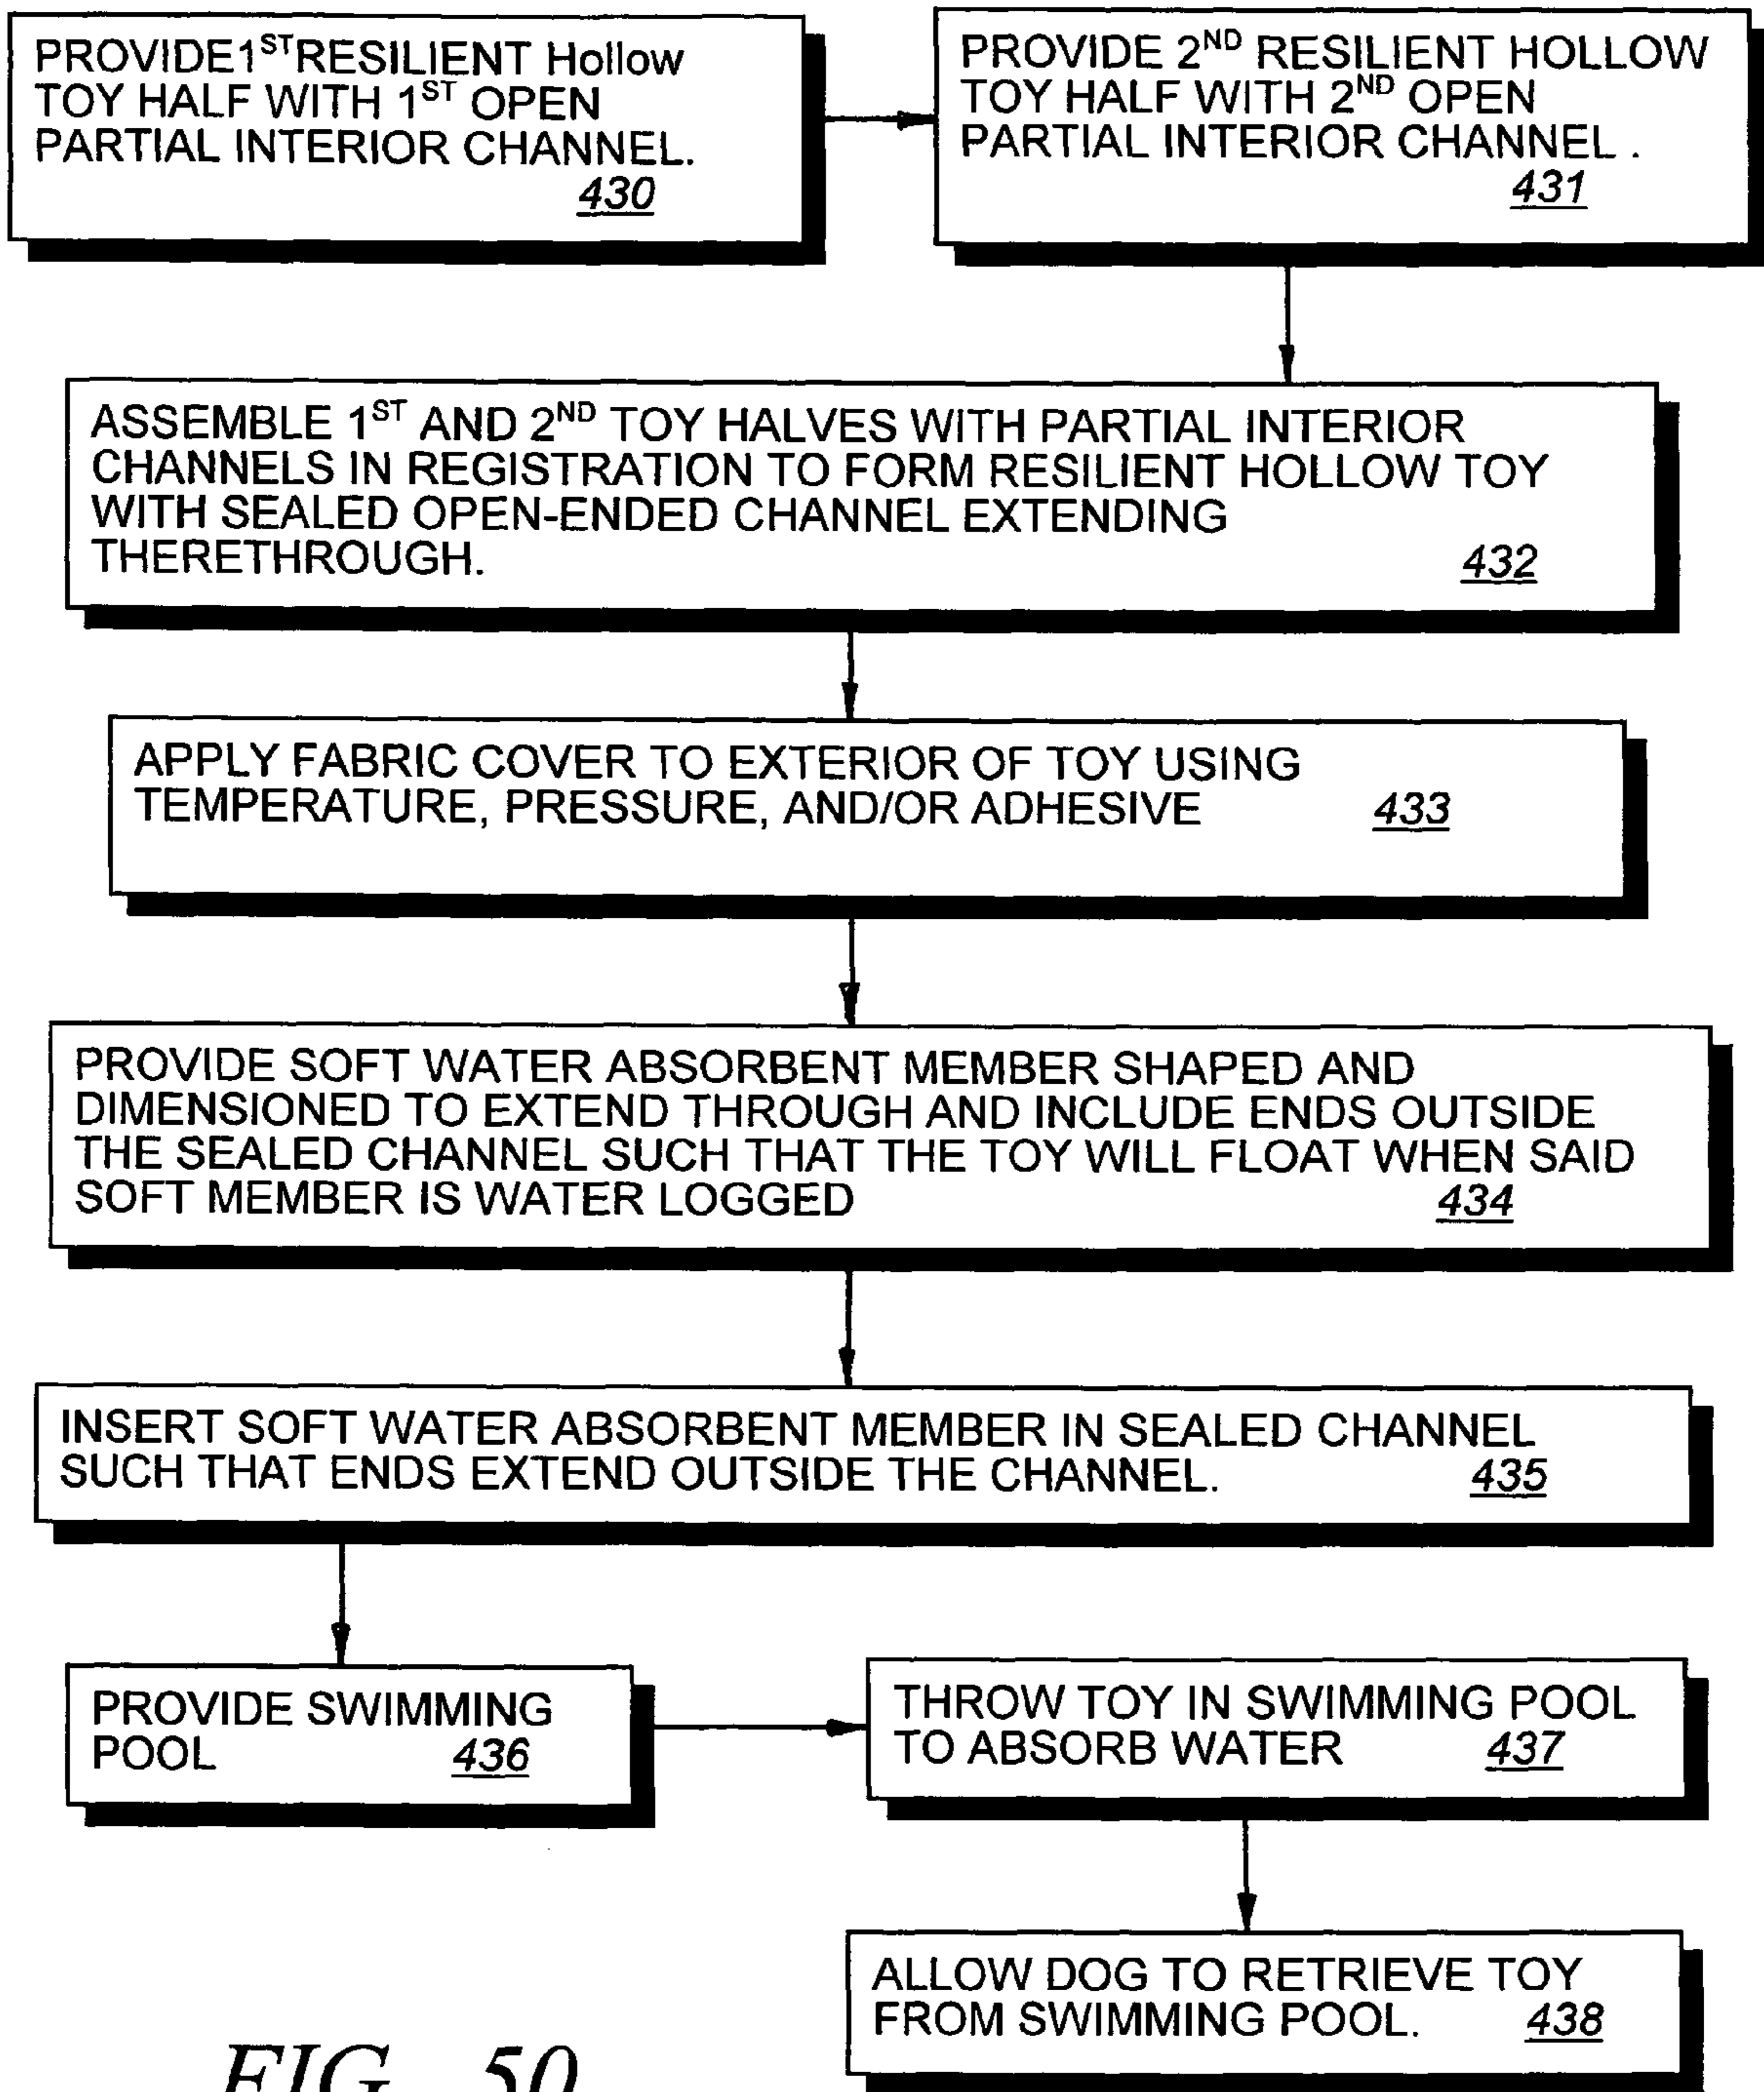 PROVIDE 1ST RESILIENT Hollow
TOY HALF WITH 1ST OPEN
PARTIAL INTERIOR CHANNEL.
430
PROVIDE 2ND RESILIENT HOLLOW
TOY HALF WITH 2ND OPEN
PARTIAL INTERIOR CHANNEL .
431
ASSEMBLE 1ST AND 2ND TOY HALVES WITH PARTIAL INTERIOR
CHANNELS IN REGISTRATION TO FORM RESILIENT HOLLOW TOY
WITH SEALED OPEN-ENDED CHANNEL EXTENDING
THERETHROUGH. 432
APPLY FABRIC COVER TO EXTERIOR OF TOY USING
TEMPERATURE, PRESSURE, AND/OR ADHESIVE 433
PROVIDE SOFT WATER ABSORBENT MEMBER SHAPED AND
DIMENSIONED TO EXTEND THROUGH AND INCLUDE ENDS OUTSIDE
THE SEALED CHANNEL SUCH THAT THE TOY WILL FLOAT WHEN SAID
SOFT MEMBER IS WATER LOGGED 434
INSERT SOFT WATER ABSORBENT MEMBER IN SEALED CHANNEL
SUCH THAT ENDS EXTEND OUTSIDE THE CHANNEL. 435
PROVIDE SWIMMING
POOL 436
THROW TOY IN SWIMMING POOL
TO ABSORB WATER 437
ALLOW DOG TO RETRIEVE TOY
FROM SWIMMING POOL. 438
FIG. 50